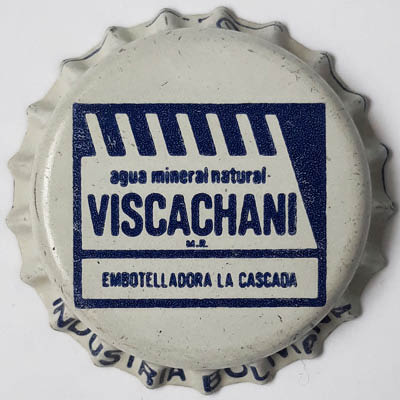 agua mineral natural
VISCACHANI
M.R.
EMBOTELLADORA LA CASCADA
INDUSTRIA BOLIVIANA